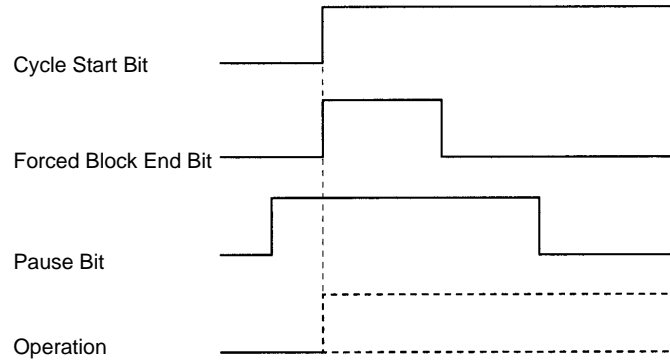 Cycle Start Bit
Forced Block End Bit
Pause Bit
Operation